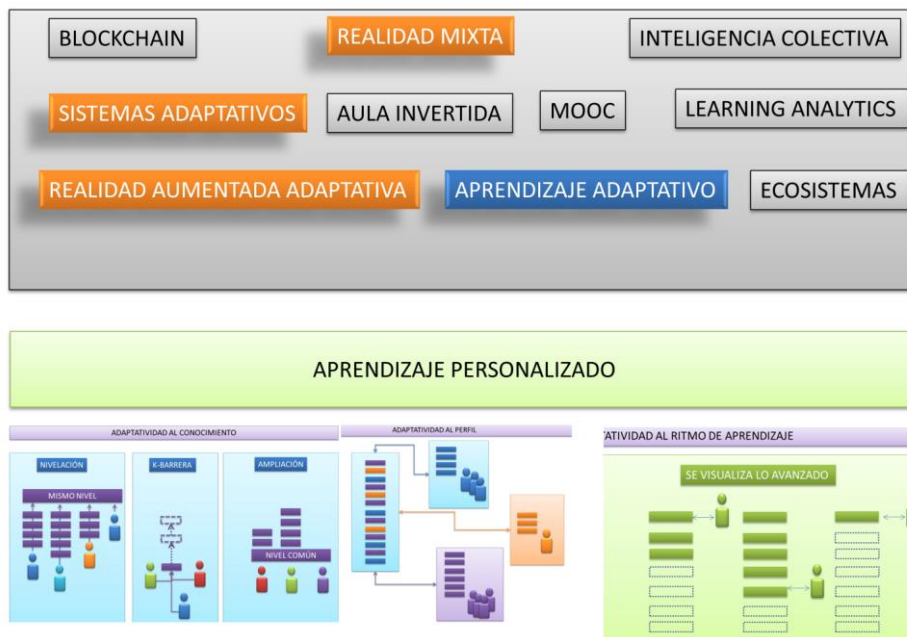 BLOCKCHAIN
REALIDAD MIXTA
INTELIGENCIA COLECTIVA
SISTEMAS ADAPTATIVOS
AULA INVERTIDA
MOOC
LEARNING ANALYTICS
REALIDAD AUMENTADA ADAPTATIVA
APRENDIZAJE ADAPTATIVO
ECOSISTEMAS
APRENDIZAJE PERSONALIZADO
ADAPTATIVIDAD AL CONOCIMIENTO
NIVELACIÓN
MISMO NIVEL
K-BARRERA
AMPLIACIÓN
NIVEL COMÚN
ADAPTATIVIDAD AL PERFIL
TATIVIDAD AL RITMO DE APRENDIZAJE
SE VISUALIZA LO AVANZADO